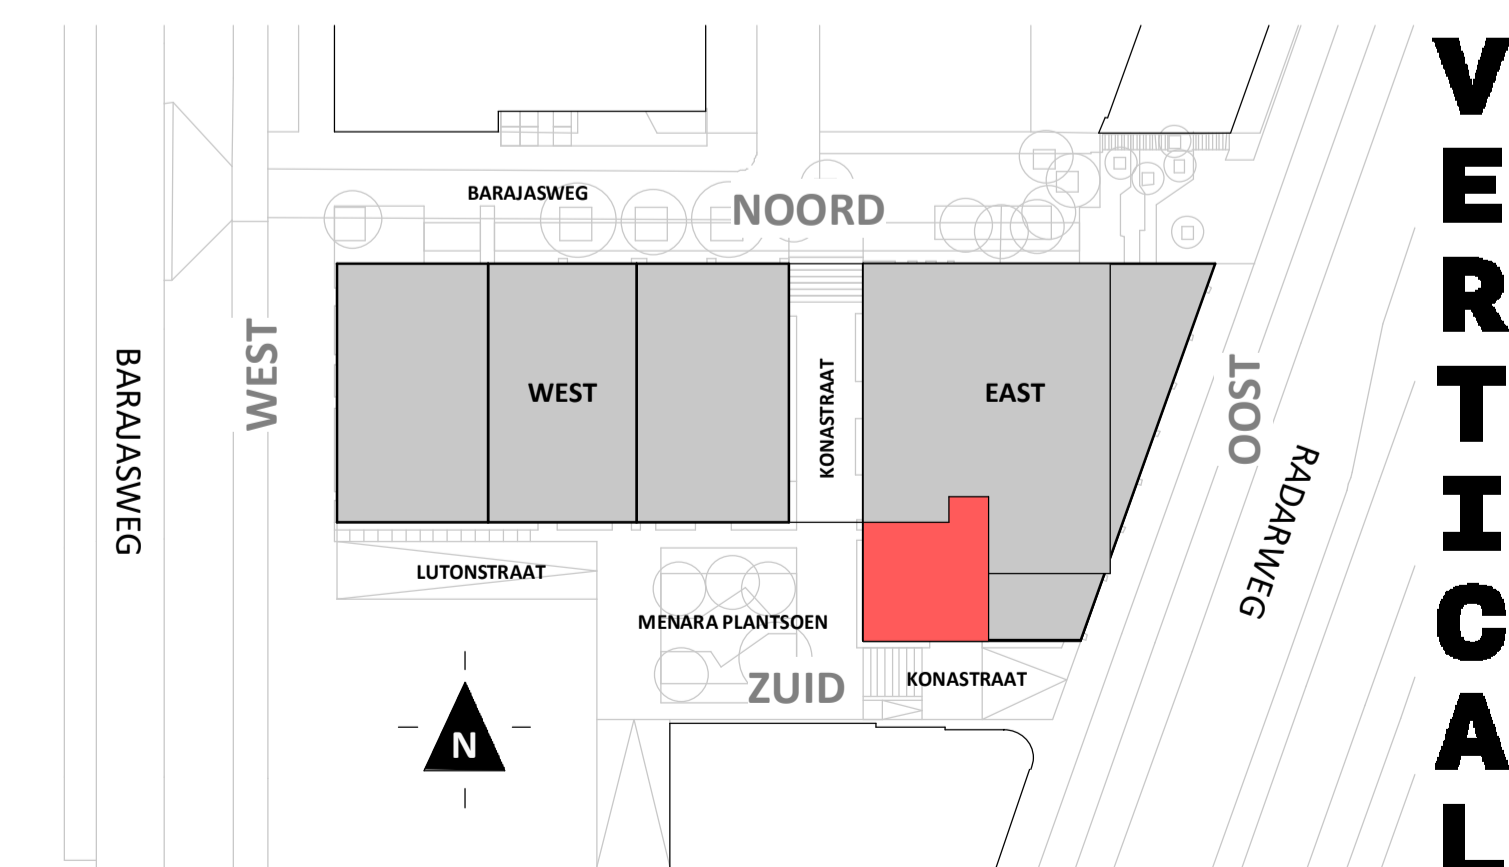 BARAJASWEG
NOORD
WEST
BARAJASWEG
WEST
KONASTRAAT
EAST
OOST
RADARWEG
LUTONSTRAAT
MENARA PLANTSOEN
ZUID
KONASTRAAT
N
VERTICAL